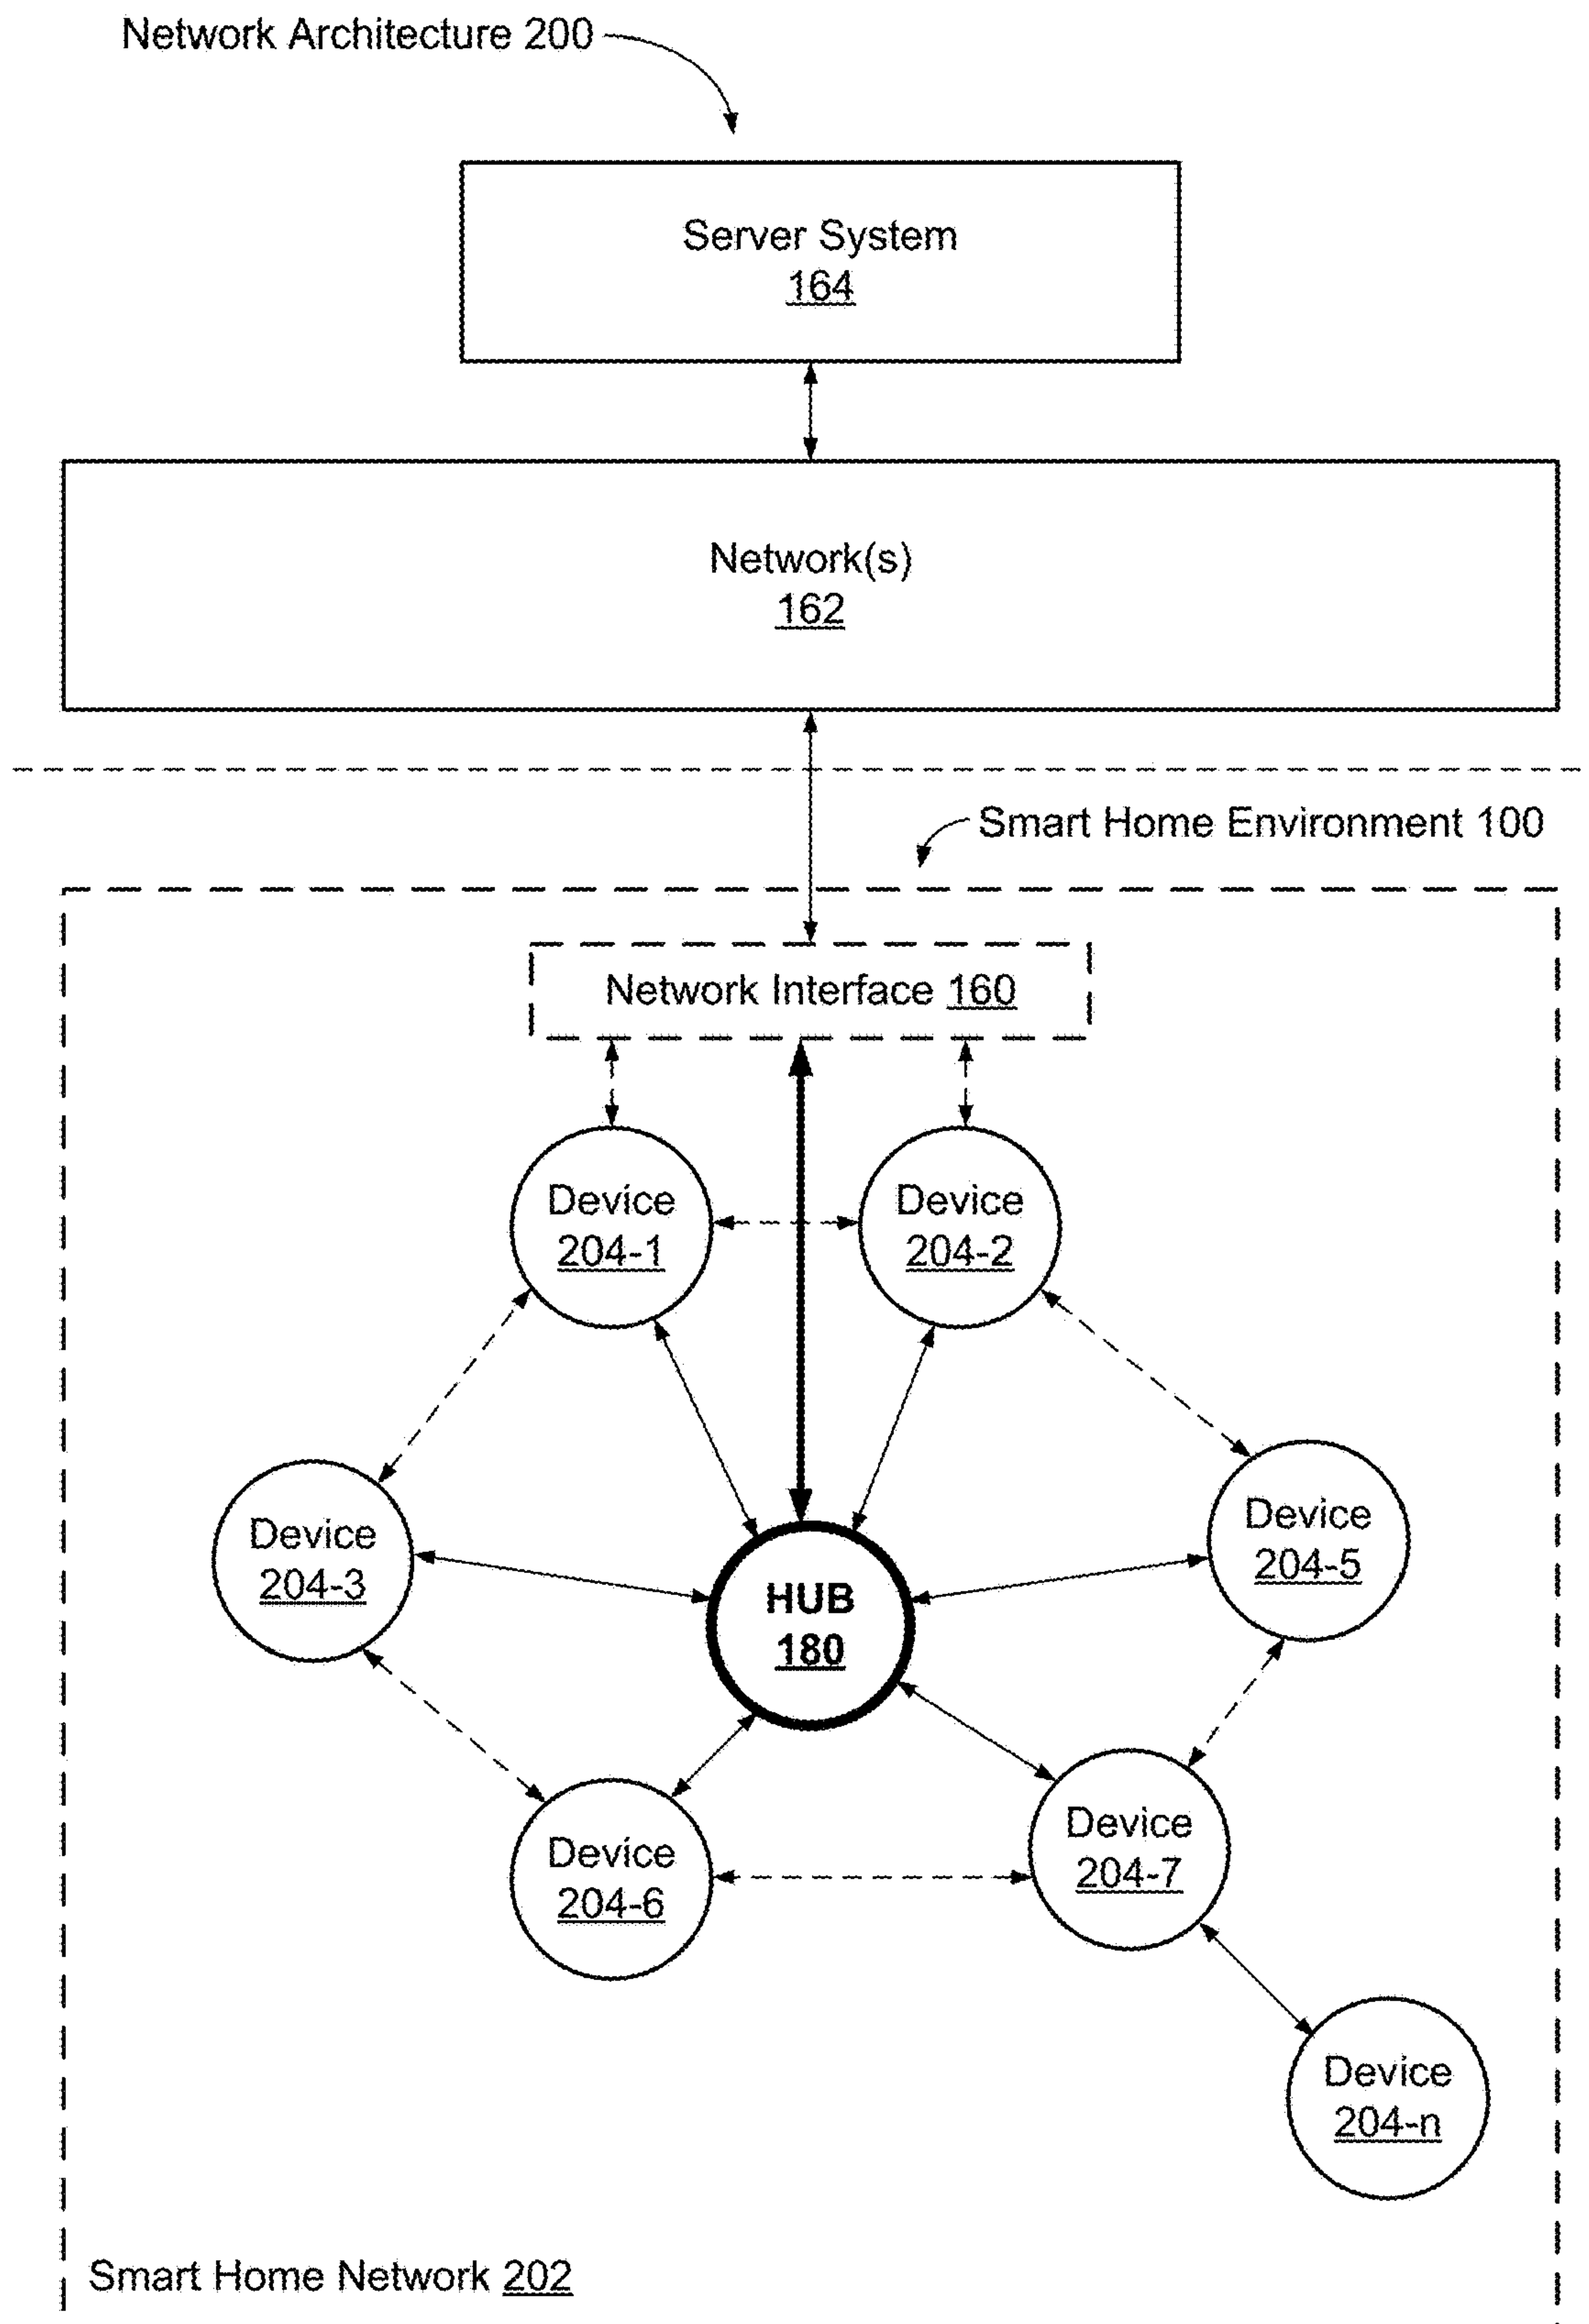 Network Architecture 200
Server System
164
Network(s)
162
Smart Home Environment 100
Network Interface 160
Device
204-1
Device
204-2
Device
204-3
Device
204-5
HUB
180
Device
204-6
Device
204-7
Device
204-n
Smart Home Network 202